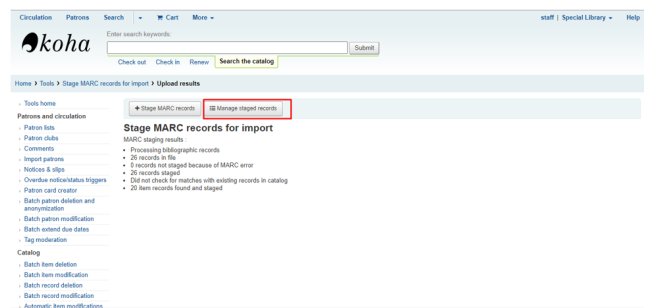 Circulation Patrons Search Cart More staff | Special Library Help
koha
Enter search keywords:
Submit
Check out Check in Renew Search the catalog
Home › Tools › Stage MARC records for import › Upload results
Tools home
Patrons and circulation
Patron lists
Patron clubs
Comments
Import patrons
Notices & slips
Overdue notice/status triggers
Patron card creator
Batch patron deletion and
anonymization
Batch patron modification
Batch extend due dates
Tag moderation
Catalog
Batch item deletion
Batch item modification
Batch record deletion
Batch record modification
Automatic item modifications
+ Stage MARC records Manage staged records
Stage MARC records for import
MARC staging results :
• Processing bibliographic records
• 26 records in file
• 0 records not staged because of MARC error
• 26 records staged
• Did not check for matches with existing records in catalog
• 20 item records found and staged